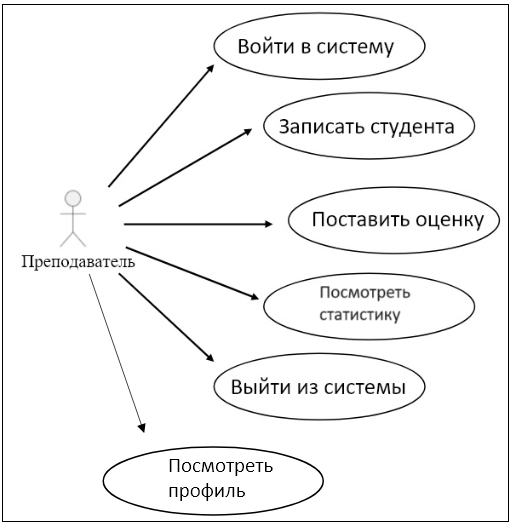 Войти в систему
Записать студента
Поставить оценку
Преподаватель
Посмотреть
статистику
Выйти из системы
Посмотреть
профиль